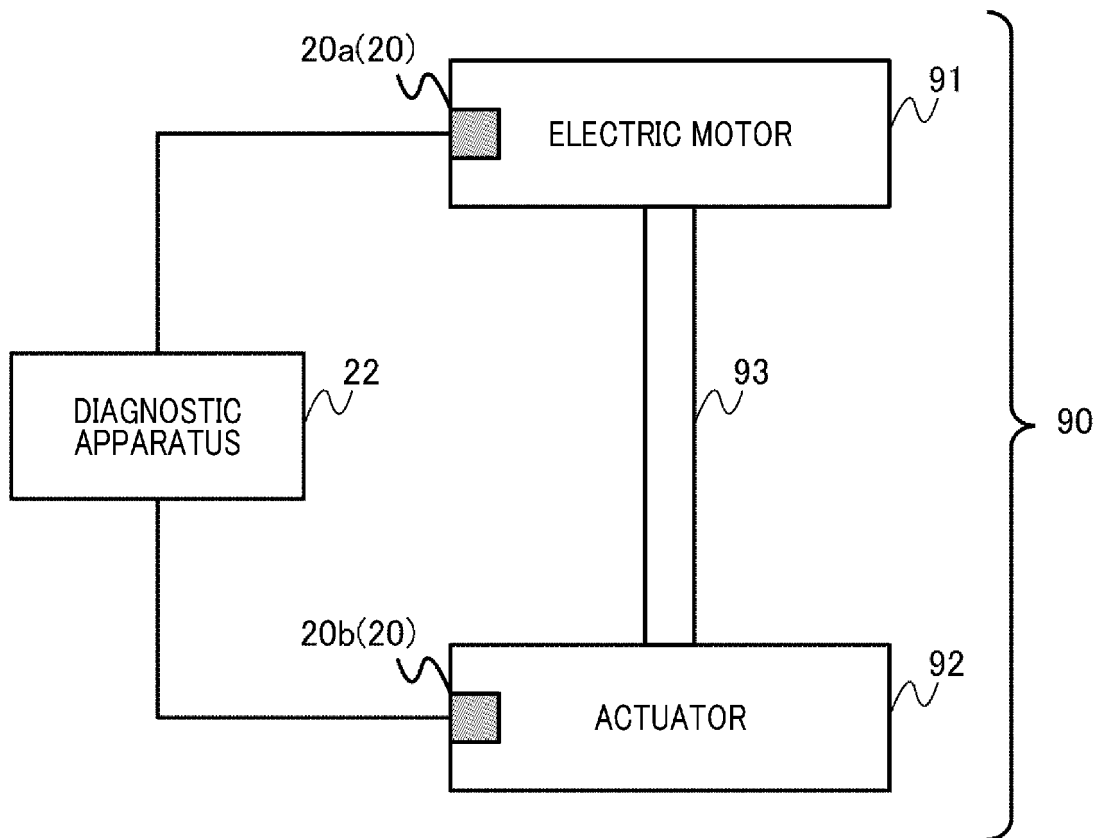 20a(20)
91
ELECTRIC MOTOR
22
93
DIAGNOSTIC
APPARATUS
90
20b(20)
92
ACTUATOR